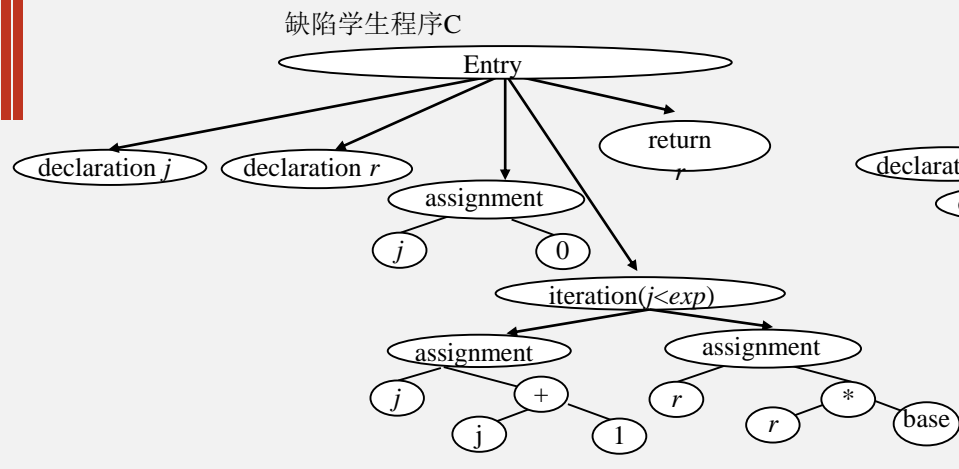 缺陷学生程序C
Entry
declaration j
declaration r
return
r
assignment
j
0
iteration(j<exp)
assignment
assignment
j
+
j
1
r
*
r
base
declarat